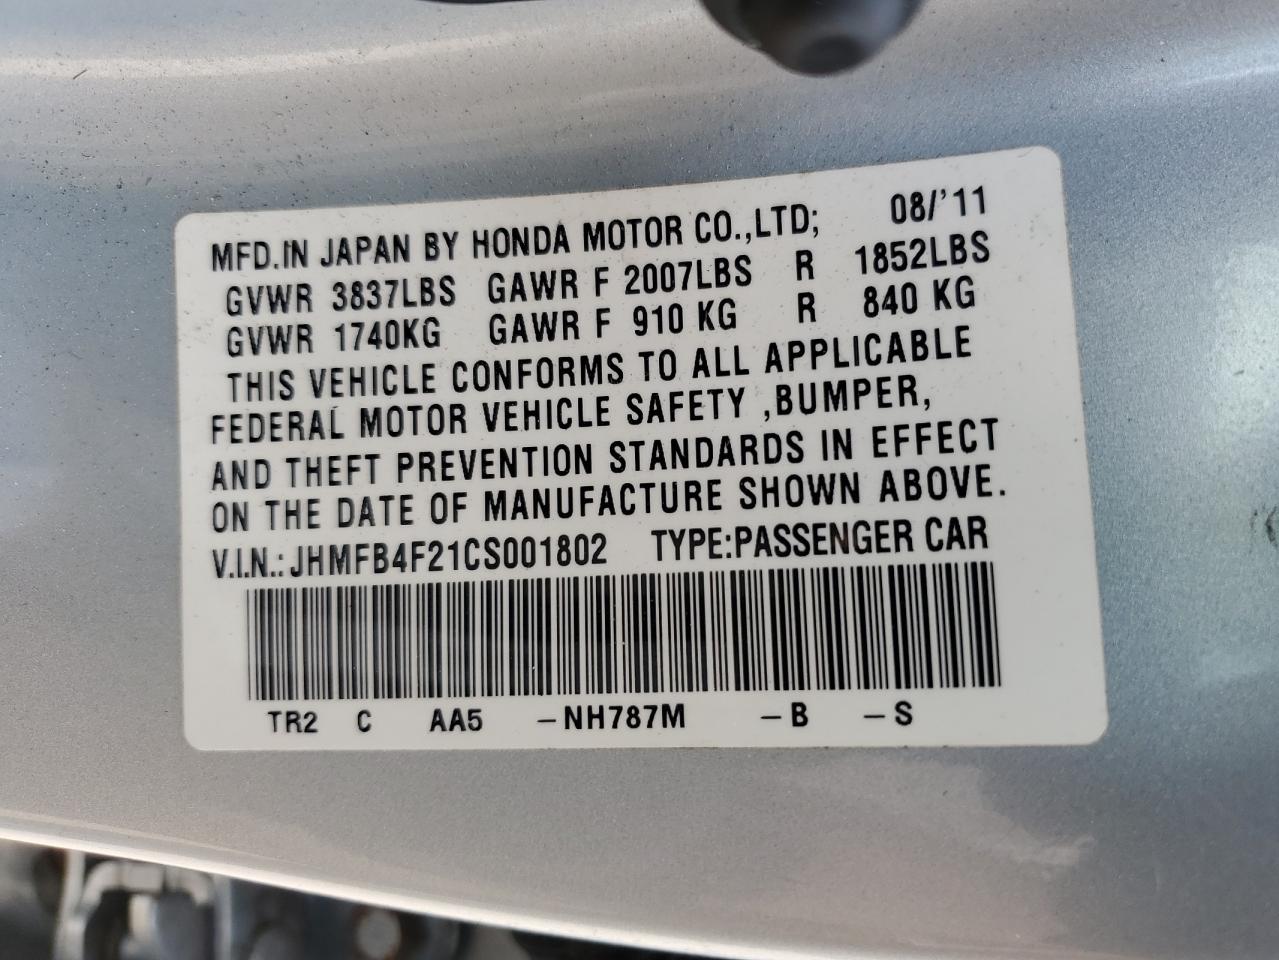 MFD.IN JAPAN BY HONDA MOTOR CO.,LTD; 08/'11
GVWR 3837LBS GAWR F 2007LBS R 1852LBS
GVWR 1740KG GAWR F 910 KG R 840 KG
THIS VEHICLE CONFORMS TO ALL APPLICABLE
FEDERAL MOTOR VEHICLE SAFETY ,BUMPER,
AND THEFT PREVENTION STANDARDS IN EFFECT
ON THE DATE OF MANUFACTURE SHOWN ABOVE.
V.I.N.:JHMFB4F21CS001802 TYPE:PASSENGER CAR
TR2 C AA5 –NH787M –B –S